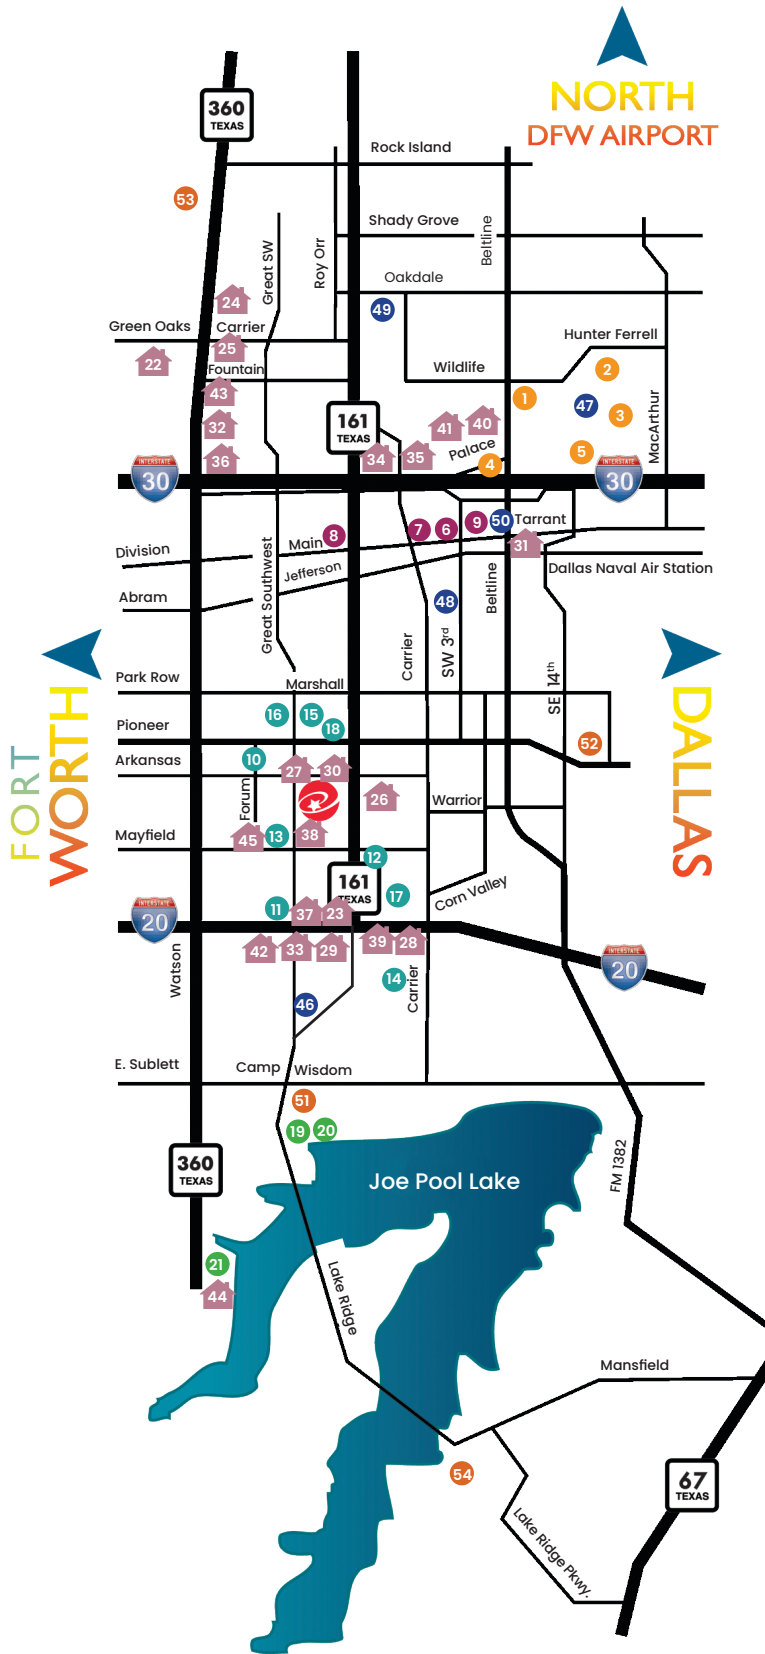 NORTH
DFW AIRPORT
360
TEXAS
Rock Island
53
Shady Grove
Beltline
Great SW
Roy Orr
Oakdale
24
49
Green Oaks
Carrier
Hunter Ferrell
25
22
Fountain
Wildlife
2
43
1
47
3
MacArthur
161
TEXAS
32
41
40
Palace
36
34
35
4
5
INTERSTATE
30
INTERSTATE
30
8
7
6
9
50
Tarrant
Main
31
Division
Jefferson
Dallas Naval Air Station
Great Southwest
Beltline
Abram
48
Carrier
SW 3rd
SE 14th
FORT
WORTH
DALLAS
Park Row
Marshall
16
15
18
Pioneer
52
10
Arkansas
27
30
26
Forum
Warrior
45
13
38
Mayfield
12
161
TEXAS
17
Corn Valley
11
37
23
INTERSTATE
20
42
33
29
39
28
INTERSTATE
20
Watson
14
Carrier
46
E. Sublett
Camp
Wisdom
51
19
20
360
TEXAS
Joe Pool Lake
FM 1382
21
44
Lake Ridge
Mansfield
54
67
TEXAS
Lake Ridge Pkwy.